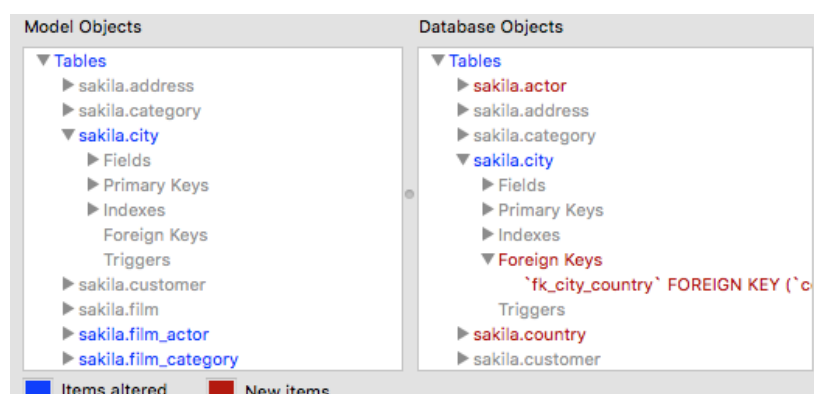 Model Objects
Tables
sakila.address
sakila.category
sakila.city
Fields
Primary Keys
Indexes
Foreign Keys
Triggers
sakila.customer
sakila.film
sakila.film_actor
sakila.film_category
Database Objects
Tables
sakila.actor
sakila.address
sakila.category
sakila.city
Fields
Primary Keys
Indexes
Foreign Keys
`fk_city_country` FOREIGN KEY (`c
Triggers
sakila.country
sakila.customer
Items altered
New items